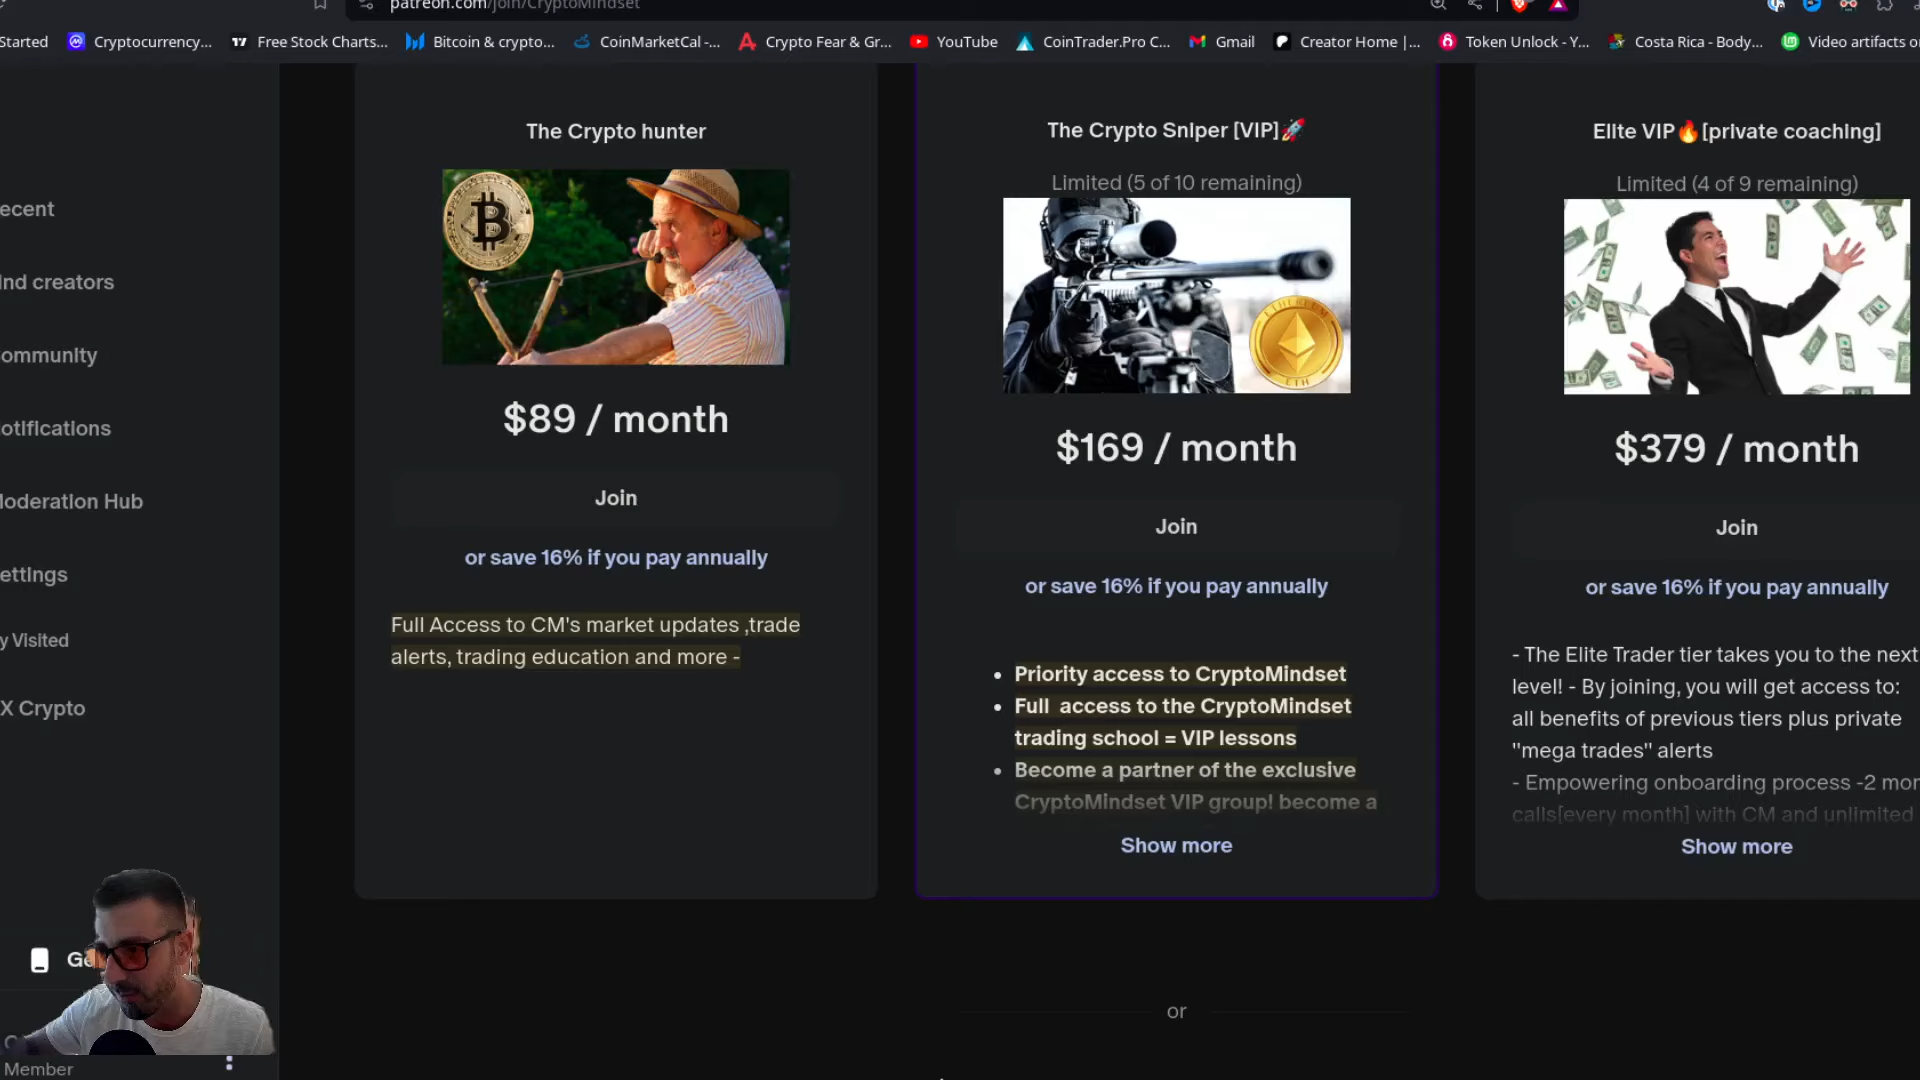 patreon.com/join/CryptoMindset
Started
Cryptocurrency...
Free Stock Charts...
Bitcoin & crypto...
CoinMarketCal -...
Crypto Fear & Gr...
YouTube
CoinTrader.Pro C...
Gmail
Creator Home |...
Token Unlock - Y...
Costa Rica - Body...
Video artifacts o
ecent
ind creators
ommunity
otifications
Moderation Hub
ettings
y Visited
X Crypto
Ge
Member
The Crypto hunter
$89 / month
Join
or save 16% if you pay annually
Full Access to CM's market updates ,trade
alerts, trading education and more -
The Crypto Sniper [VIP]🚀
Limited (5 of 10 remaining)
ETH
$169 / month
Join
or save 16% if you pay annually
• Priority access to CryptoMindset
• Full  access to the CryptoMindset
trading school = VIP lessons
• Become a partner of the exclusive
CryptoMindset VIP group! become a
Show more
Elite VIP🔥[private coaching]
Limited (4 of 9 remaining)
$379 / month
Join
or save 16% if you pay annually
- The Elite Trader tier takes you to the next
level! - By joining, you will get access to:
all benefits of previous tiers plus private
"mega trades" alerts
- Empowering onboarding process -2 mor
calls[every month] with CM and unlimited
Show more
or